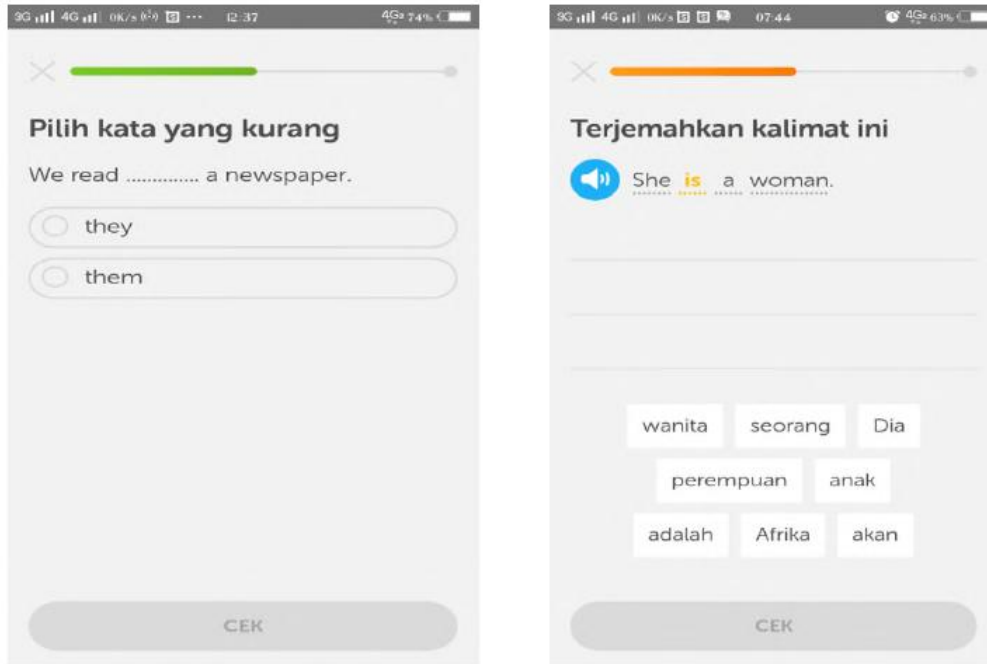 3G 4G 0K/s 12:37 4G 74%
Pilih kata yang kurang
We read ............. a newspaper.
they
them
CEK
3G 4G 0K/s 07:44 4G 63%
Terjemahkan kalimat ini
She is a woman.
wanita seorang Dia
perempuan anak
adalah Afrika akan
CEK